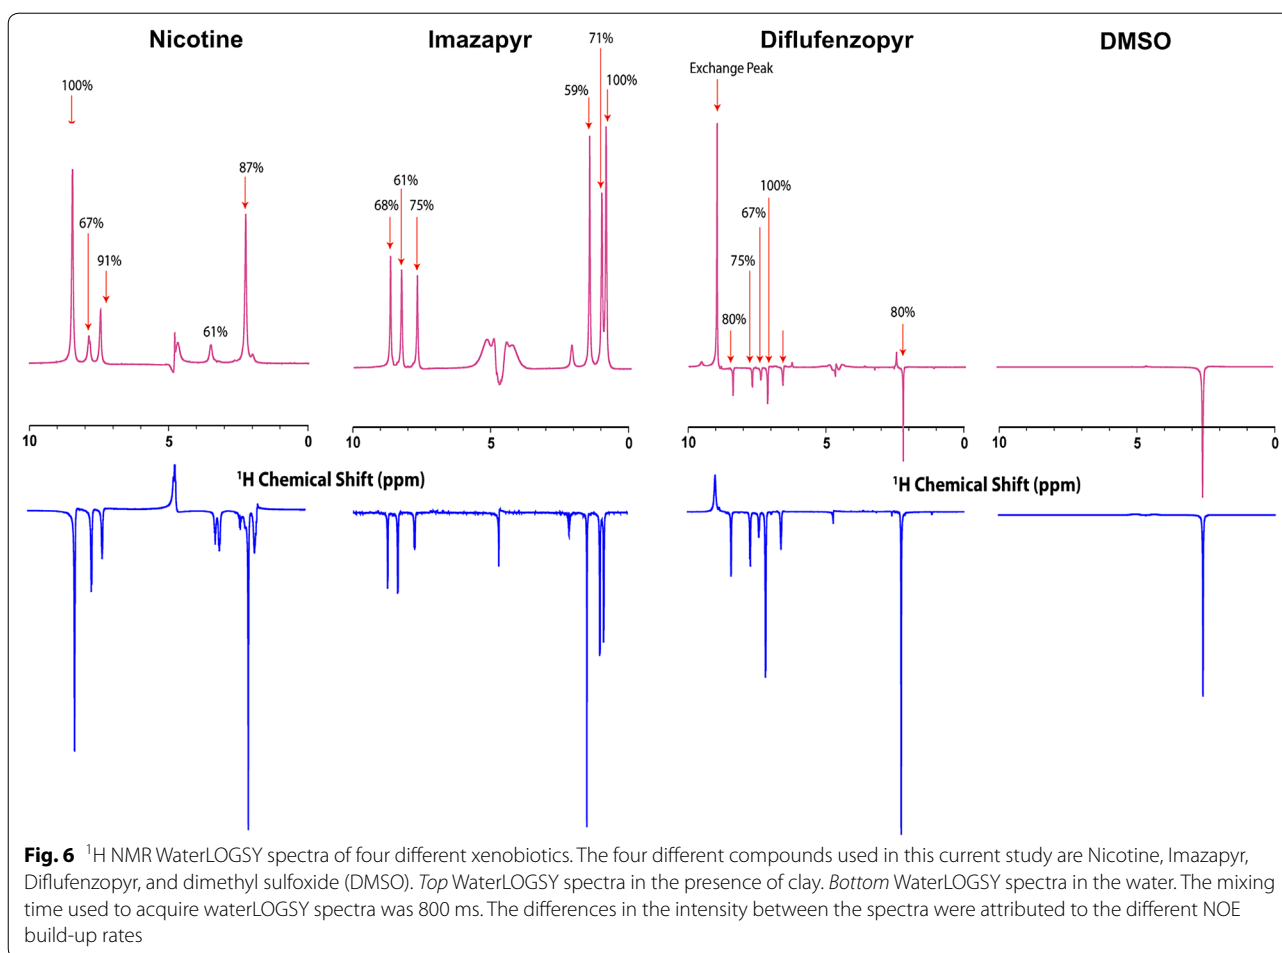 Nicotine
Imazapyr
Diflufenzopyr
DMSO
100%
67%
91%
61%
87%
68%
61%
75%
59%
71%
100%
Exchange Peak
80%
75%
67%
100%
80%
10 5 0
10 5 0
10 5 0
10 5 0
¹H Chemical Shift (ppm)
¹H Chemical Shift (ppm)
Fig. 6 ¹H NMR WaterLOGSY spectra of four different xenobiotics. The four different compounds used in this current study are Nicotine, Imazapyr,
Diflufenzopyr, and dimethyl sulfoxide (DMSO). Top WaterLOGSY spectra in the presence of clay. Bottom WaterLOGSY spectra in the water. The mixing
time used to acquire waterLOGSY spectra was 800 ms. The differences in the intensity between the spectra were attributed to the different NOE
build-up rates